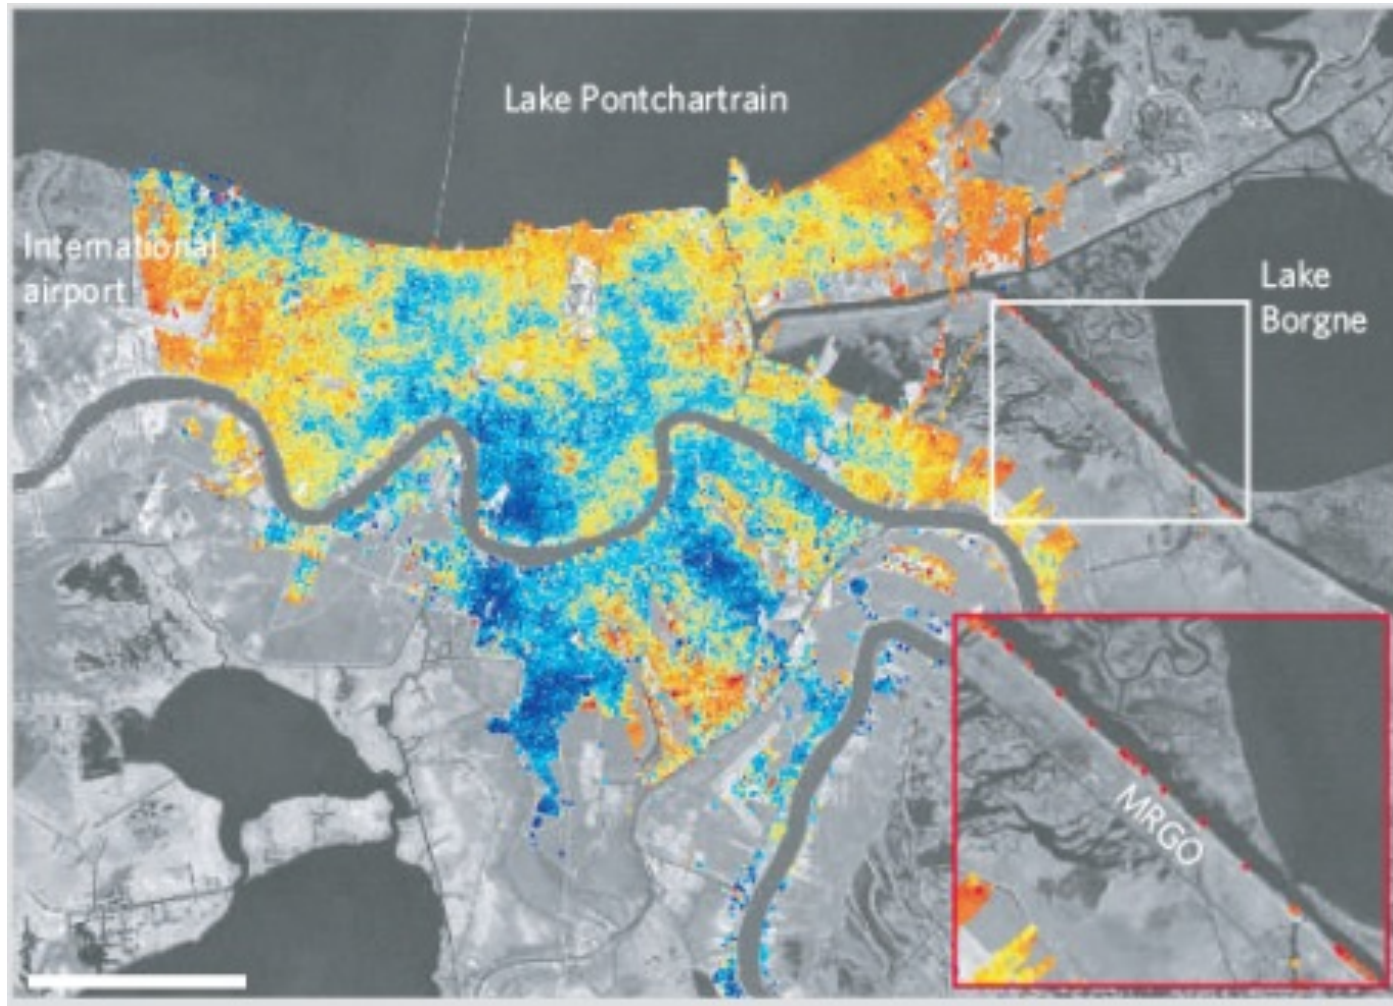 Lake Pontchartrain
International
airport
Lake
Borgne
MRGO